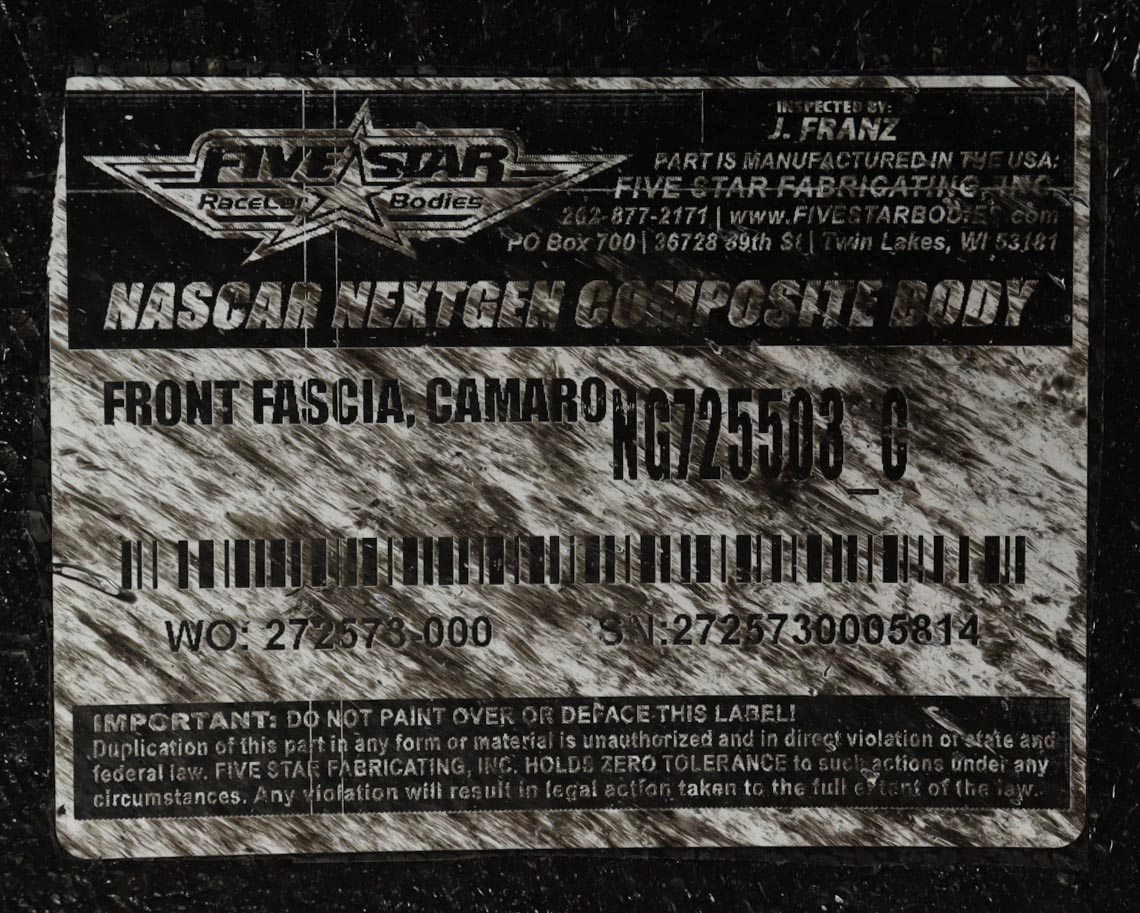 FIVE STAR
RaceCar Bodies
INSPECTED BY:
J. FRANZ
PART IS MANUFACTURED IN THE USA:
FIVE STAR FABRICATING, INC.
262-877-2171 | www.FIVESTARBODIES.com
PO Box 700 | 36728 89th St | Twin Lakes, WI 53181
NASCAR NEXTGEN COMPOSITE BODY
FRONT FASCIA, CAMARO
NG725503_C
WO: 272573-000
SN:2725730005814
IMPORTANT: DO NOT PAINT OVER OR DEFACE THIS LABEL!
Duplication of this part in any form or material is unauthorized and in direct violation of state and
federal law. FIVE STAR FABRICATING, INC. HOLDS ZERO TOLERANCE to such actions under any
circumstances. Any violation will result in legal action taken to the full extent of the law.